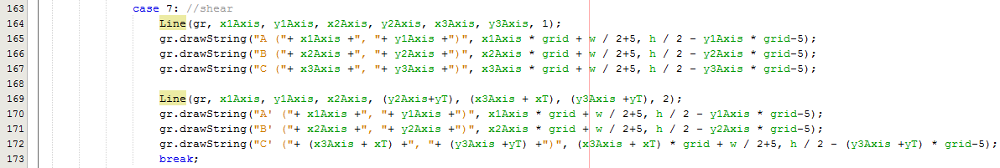 163 case 7: //shear
164 Line(gr, x1Axis, y1Axis, x2Axis, y2Axis, x3Axis, y3Axis, 1);
165 gr.drawString("A ("+ x1Axis +", "+ y1Axis +")", x1Axis * grid + w / 2+5, h / 2 - y1Axis * grid-5);
166 gr.drawString("B ("+ x2Axis +", "+ y2Axis +")", x2Axis * grid + w / 2+5, h / 2 - y2Axis * grid-5);
167 gr.drawString("C ("+ x3Axis +", "+ y3Axis +")", x3Axis * grid + w / 2+5, h / 2 - y3Axis * grid-5);
168
169 Line(gr, x1Axis, y1Axis, x2Axis, (y2Axis+yT), (x3Axis + xT), (y3Axis +yT), 2);
170 gr.drawString("A' ("+ x1Axis +", "+ y1Axis +")", x1Axis * grid + w / 2+5, h / 2 - y1Axis * grid-5);
171 gr.drawString("B' ("+ x2Axis +", "+ y2Axis +")", x2Axis * grid + w / 2+5, h / 2 - y2Axis * grid-5);
172 gr.drawString("C' ("+ (x3Axis + xT) +", "+ (y3Axis +yT) +")", (x3Axis + xT) * grid + w / 2+5, h / 2 - (y3Axis +yT) * grid-5);
173 break;